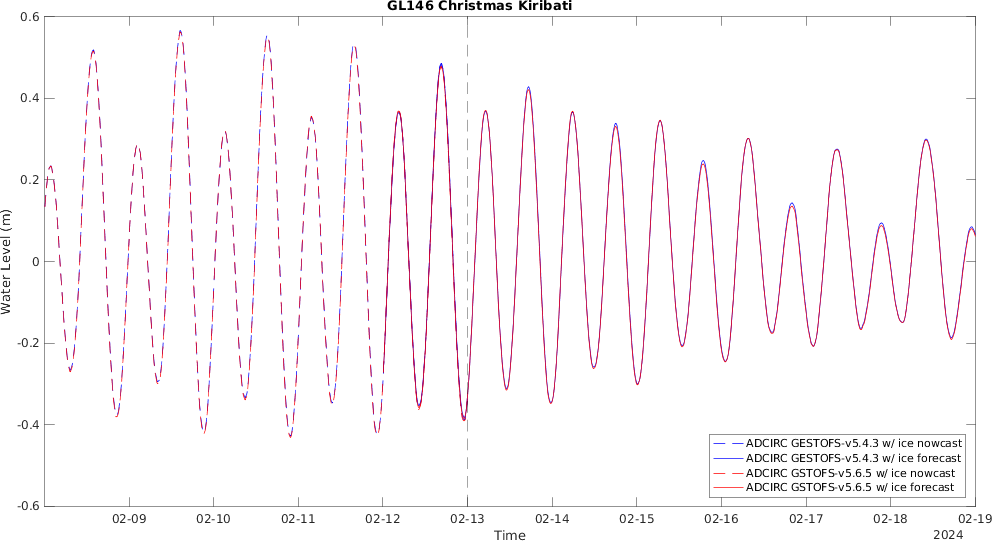 GL146 Christmas Kiribati
0.6
0.4
0.2
0
-0.2
-0.4
-0.6
Water Level (m)
02-09 02-10 02-11 02-12 02-13 02-14 02-15 02-16 02-17 02-18 02-19
Time
2024
ADCIRC GESTOFS-v5.4.3 w/ ice nowcast
ADCIRC GESTOFS-v5.4.3 w/ ice forecast
ADCIRC GSTOFS-v5.6.5 w/ ice nowcast
ADCIRC GSTOFS-v5.6.5 w/ ice forecast